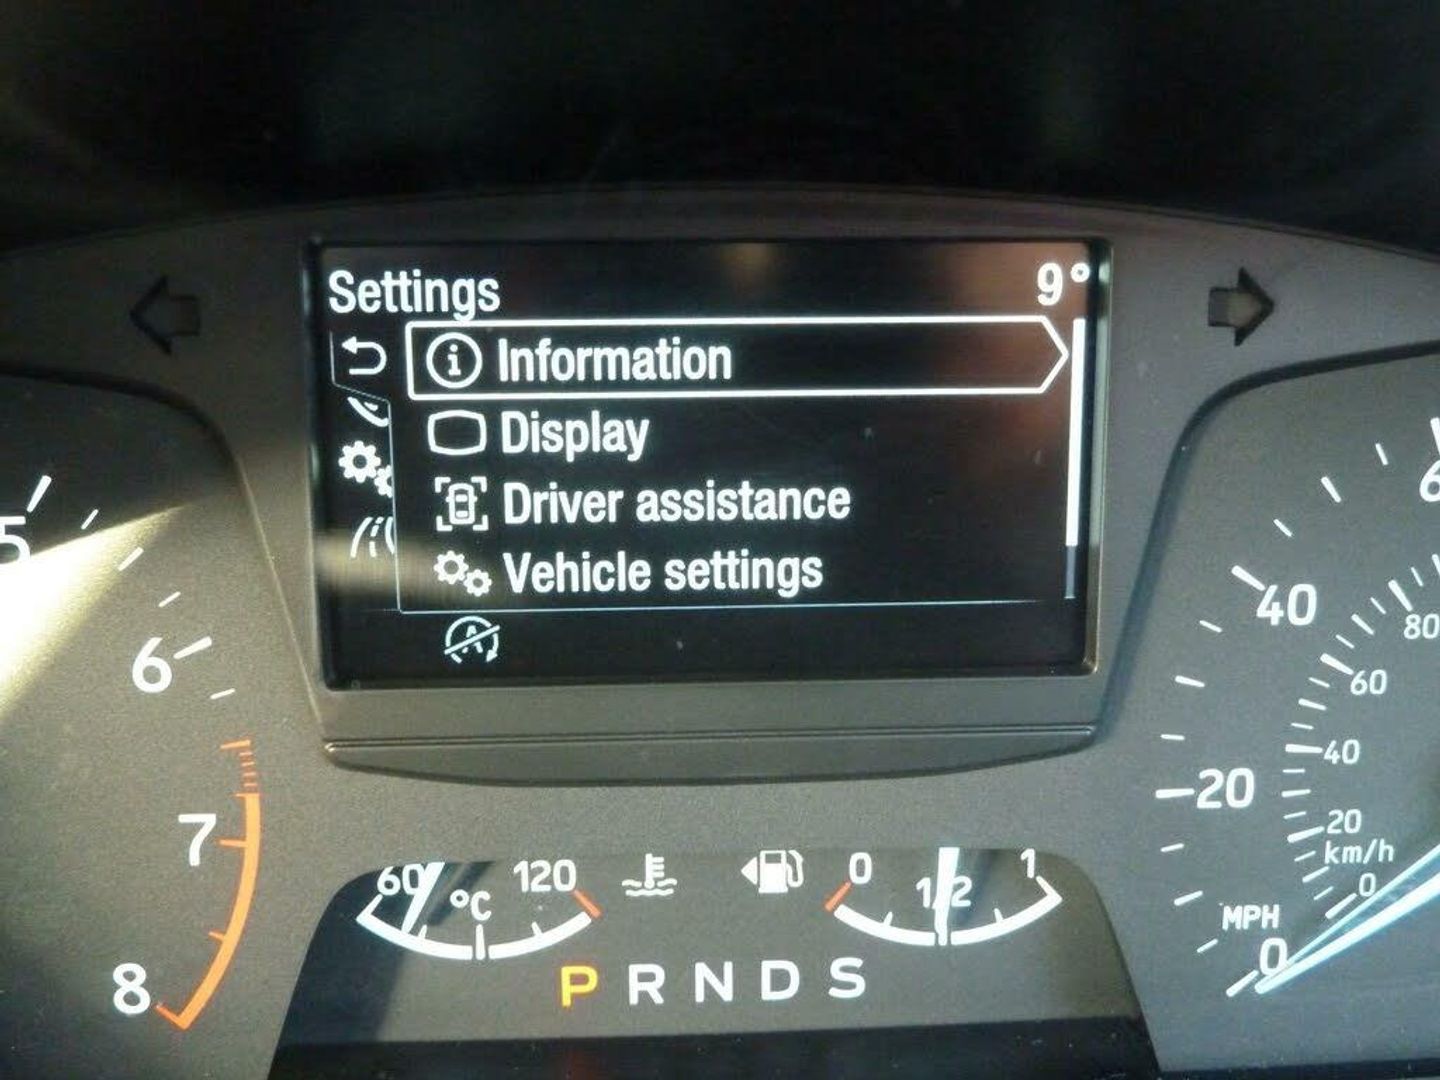 Settings 9°
Information
Display
Driver assistance
Vehicle settings
A
5
6
7
8
60 °C 120
0 1/2 1
P R N D S
6
40
20
0
MPH
80
60
40
20
km/h
0